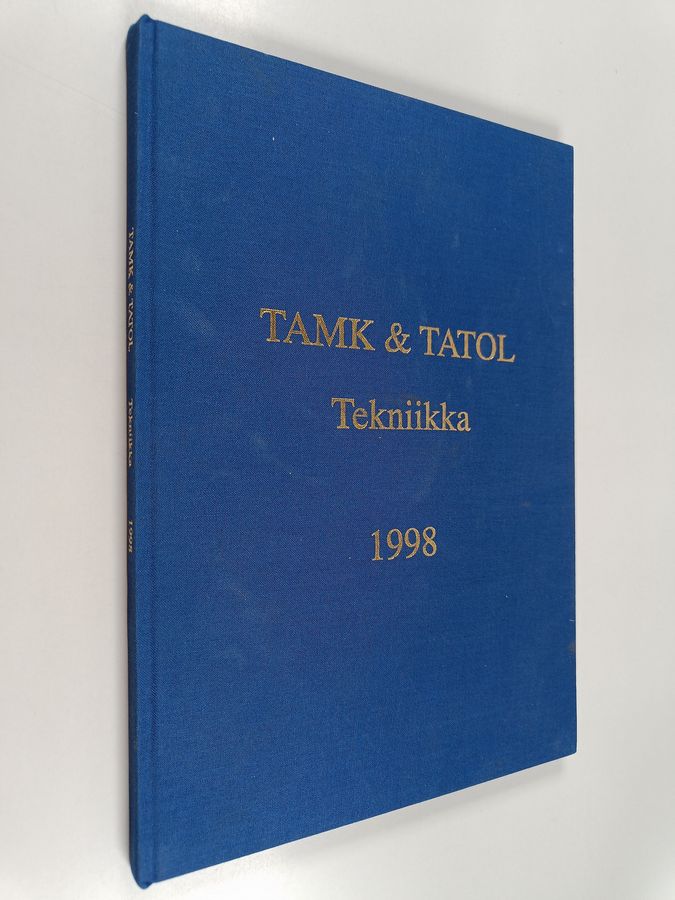 TAMK & TATOL
Tekniikka
1998
TAMK & TATOL Tekniikka 1998